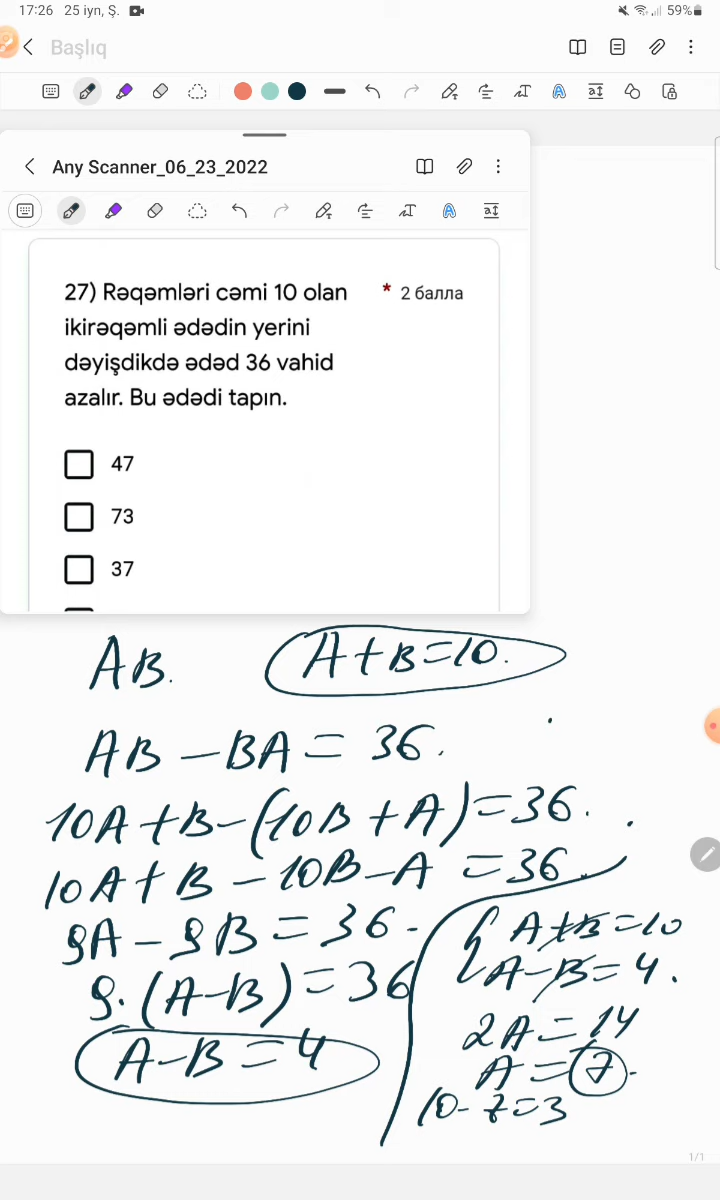 17:26 25 iyn, Ş. 59%
Başlıq
Any Scanner_06_23_2022
27) Rəqəmləri cəmi 10 olan * 2 балла
ikirəqəmli ədədin yerini
dəyişdikdə ədəd 36 vahid
azalır. Bu ədədi tapın.
47
73
37
AB. A+B=10.
AB-BA=36.
10A+B-(10B+A)=36.
10A+B-10B-A=36
9A-9B=36.
9.(A-B)=36
A-B=4
A+B=10
A-B=4.
2A=14
A=7.
10-7=3
1/1